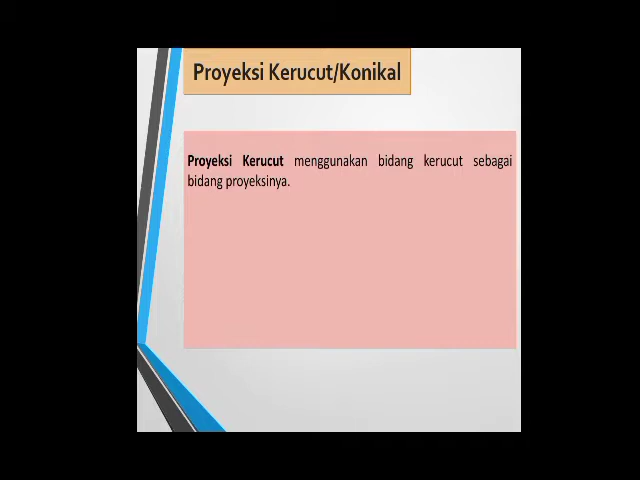 Proyeksi Kerucut/Konikal
Proyeksi Kerucut menggunakan bidang kerucut sebagai
bidang proyeksinya.